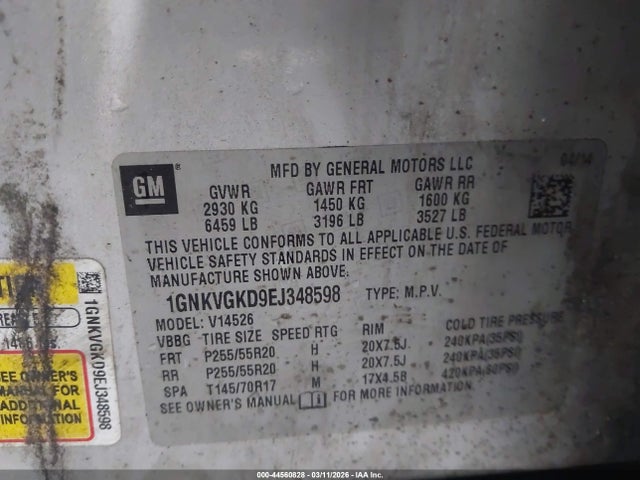 MFD BY GENERAL MOTORS LLC 04/14
GM
GVWR GAWR FRT GAWR RR
2930 KG 1450 KG 1600 KG
6459 LB 3196 LB 3527 LB
THIS VEHICLE CONFORMS TO ALL APPLICABLE U.S. FEDERAL MOTOR
VEHICLE SAFETY STANDARDS IN EFFECT ON THE DATE OF
MANUFACTURE SHOWN ABOVE.
1GNKVGKD9EJ348598 TYPE: M.P.V.
MODEL: V14526
VBBG TIRE SIZE SPEED RTG RIM COLD TIRE PRESSURE
FRT P255/55R20 H 20X7.5J 240KPA(35PSI)
RR P255/55R20 H 20X7.5J 240KPA(35PSI)
SPA T145/70R17 M 17X4.5B 420KPA(60PSI)
SEE OWNER'S MANUAL FOR MORE INFORMATION
1GNKVGKD9EJ348598
SEE OWNER'S
MANUAL FOR
ADDITIONAL
INFORMATION
000-44560828 - 03/11/2026 - IAA Inc.